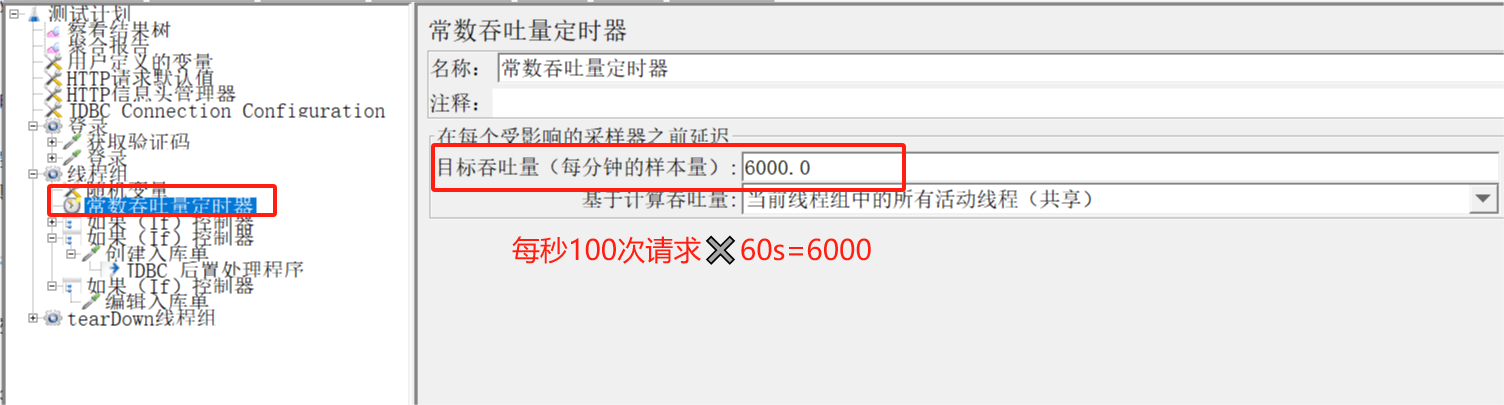 测试计划
察看结果树
聚合报告
用户定义的变量
HTTP请求默认值
HTTP信息头管理器
JDBC Connection Configuration
登录
获取验证码
登录
线程组
随机变量
常数吞吐量定时器
如果（If）控制器
如果（If）控制器
创建入库单
JDBC 后置处理程序
如果（If）控制器
编辑入库单
tearDown线程组
常数吞吐量定时器
名称： 常数吞吐量定时器
注释：
在每个受影响的采样器之前延迟
目标吞吐量（每分钟的样本量）: 6000.0
基于计算吞吐量: 当前线程组中的所有活动线程（共享）
每秒100次请求✖60s=6000